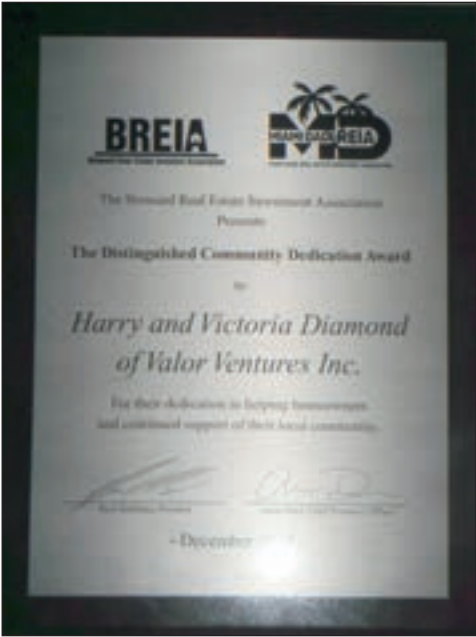 BREIA
MIAMI DADE REIA
MD
The Broward Real Estate Investment Association
Presents
The Distinguished Community Dedication Award
to
Harry and Victoria Diamond
of Valor Ventures Inc.
For their dedication to helping homeowners
and continued support of their local community.
- December